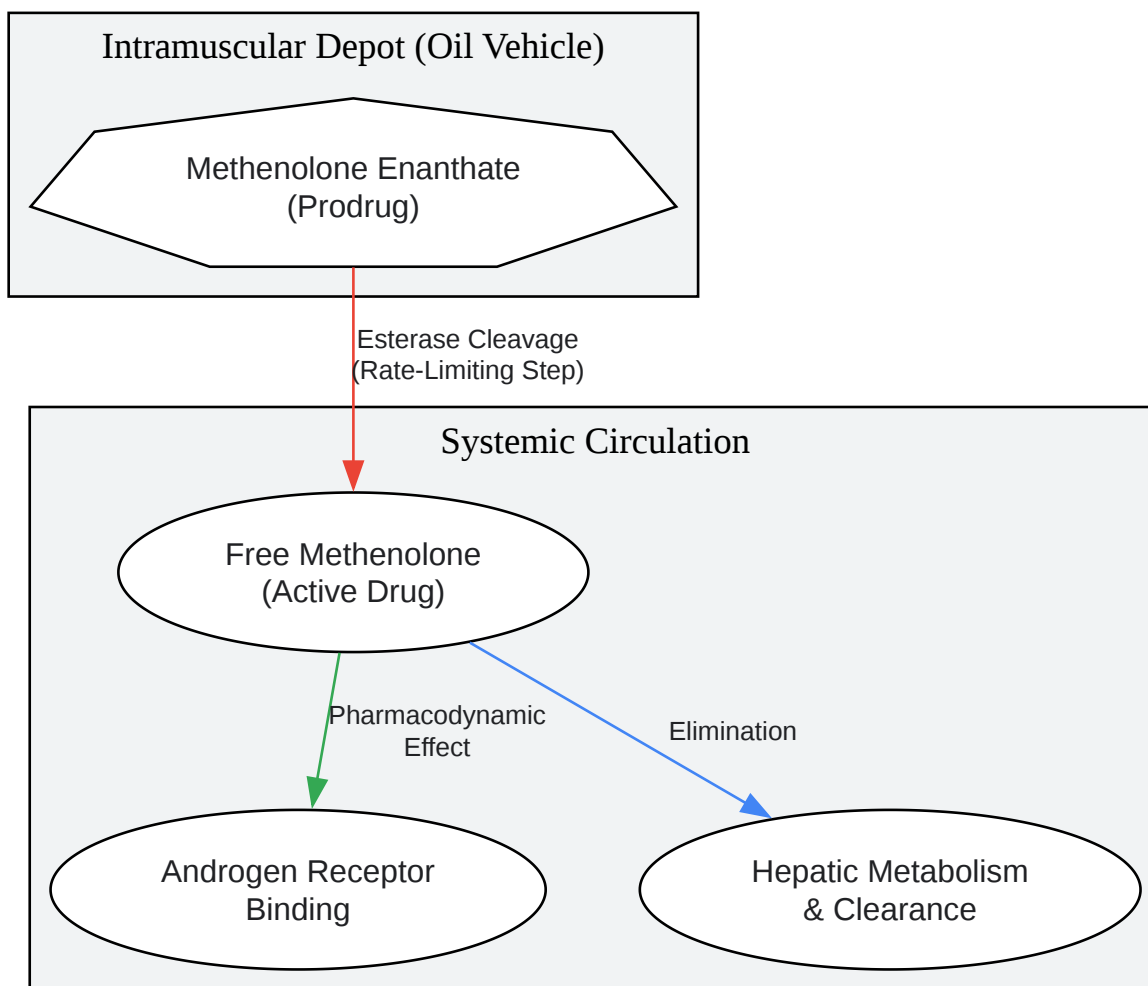 Intramuscular Depot (Oil Vehicle)
Methenolone Enanthate
(Prodrug)
Esterase Cleavage
(Rate-Limiting Step)
Systemic Circulation
Free Methenolone
(Active Drug)
Pharmacodynamic
Effect
Elimination
Androgen Receptor
Binding
Hepatic Metabolism
& Clearance